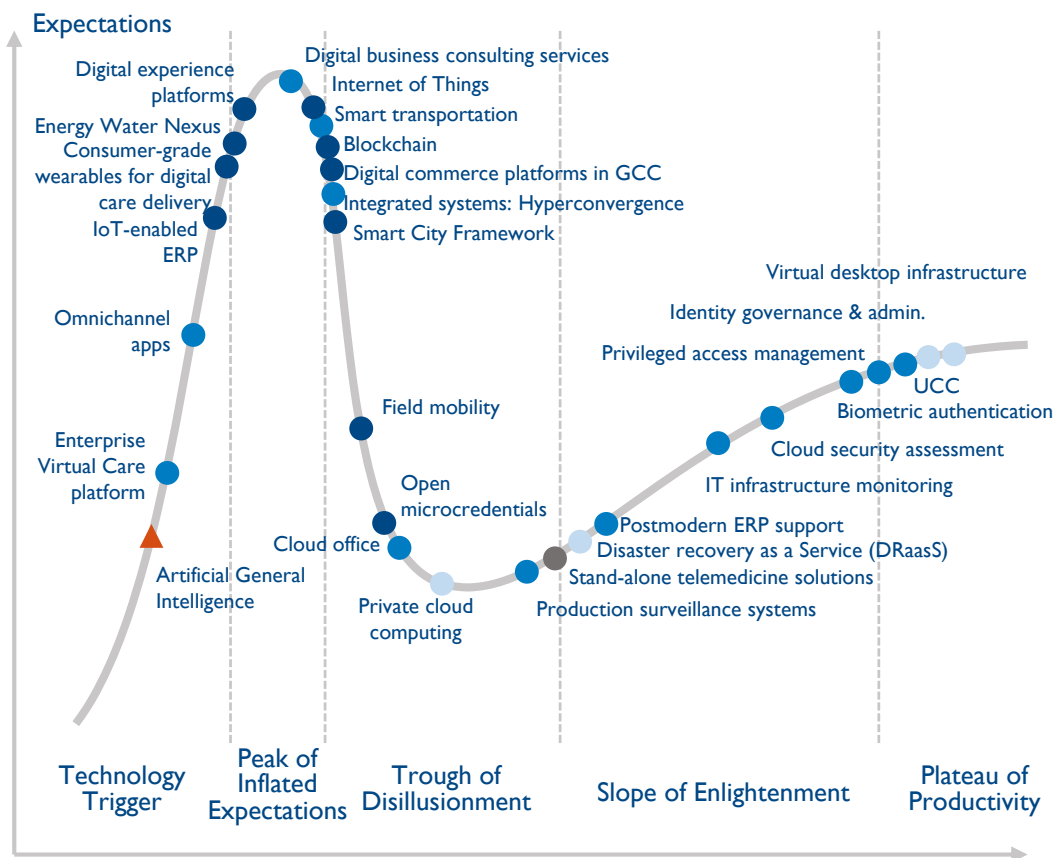 Expectations
Digital business consulting services
Digital experience
platforms
Internet of Things
Smart transportation
Energy Water Nexus
Consumer-grade
wearables for digital
care delivery
Blockchain
Digital commerce platforms in GCC
Integrated systems: Hyperconvergence
IoT-enabled
ERP
Smart City Framework
Virtual desktop infrastructure
Identity governance & admin.
Omnichannel
apps
Privileged access management
UCC
Field mobility
Biometric authentication
Enterprise
Virtual Care
platform
Cloud security assessment
Open
microcredentials
IT infrastructure monitoring
Postmodern ERP support
Cloud office
Disaster recovery as a Service (DRaasS)
Artificial General
Intelligence
Stand-alone telemedicine solutions
Private cloud
computing
Production surveillance systems
Technology
Trigger
Peak of
Inflated
Expectations
Trough of
Disillusionment
Slope of Enlightenment
Plateau of
Productivity